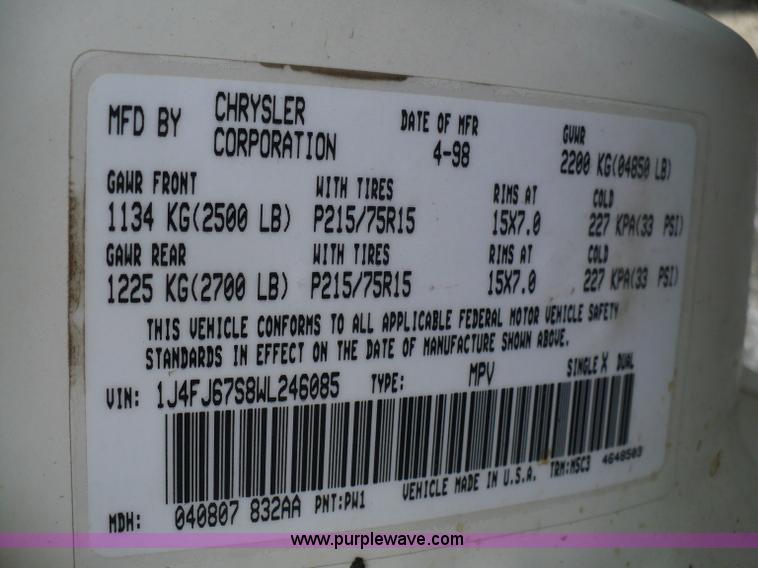 MFD BY CHRYSLER CORPORATION DATE OF MFR 4-98 GVWR 2200 KG(04850 LB)
GAWR FRONT WITH TIRES RIMS AT COLD
1134 KG(2500 LB) P215/75R15 15X7.0 227 KPA(33 PSI)
GAWR REAR WITH TIRES RIMS AT COLD
1225 KG(2700 LB) P215/75R15 15X7.0 227 KPA(33 PSI)
THIS VEHICLE CONFORMS TO ALL APPLICABLE FEDERAL MOTOR VEHICLE SAFETY
STANDARDS IN EFFECT ON THE DATE OF MANUFACTURE SHOWN ABOVE.
VIN: 1J4FJ67S8WL246085 TYPE: MPV SINGLE X DUAL
MDH: 040807 832AA PNT:PW1 VEHICLE MADE IN U.S.A. TRM:M5C3 4648503
www.purplewave.com